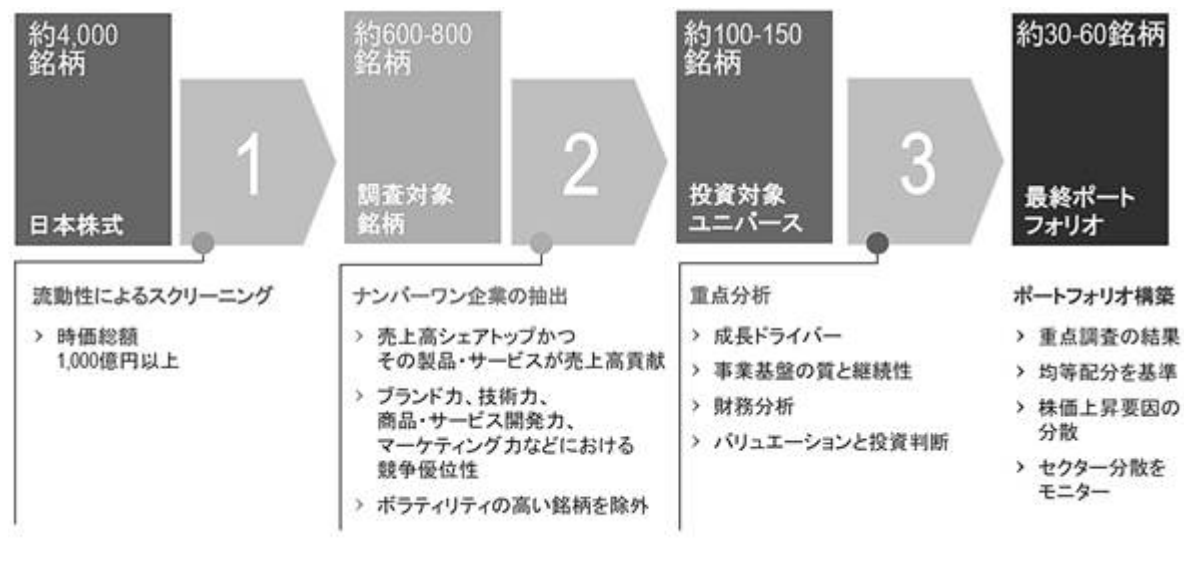 約4,000
銘柄
日本株式
1
約600-800
銘柄
調査対象
銘柄
2
約100-150
銘柄
投資対象
ユニバース
3
約30-60銘柄
最終ポート
フォリオ
流動性によるスクリーニング
> 時価総額
1,000億円以上
ナンバーワン企業の抽出
> 売上高シェアトップかつ
その製品・サービスが売上高貢献
> ブランド力、技術力、
商品・サービス開発力、
マーケティング力などにおける
競争優位性
> ボラティリティの高い銘柄を除外
重点分析
> 成長ドライバー
> 事業基盤の質と継続性
> 財務分析
> バリュエーションと投資判断
ポートフォリオ構築
> 重点調査の結果
> 均等配分を基準
> 株価上昇要因の
分散
> セクター分散を
モニター